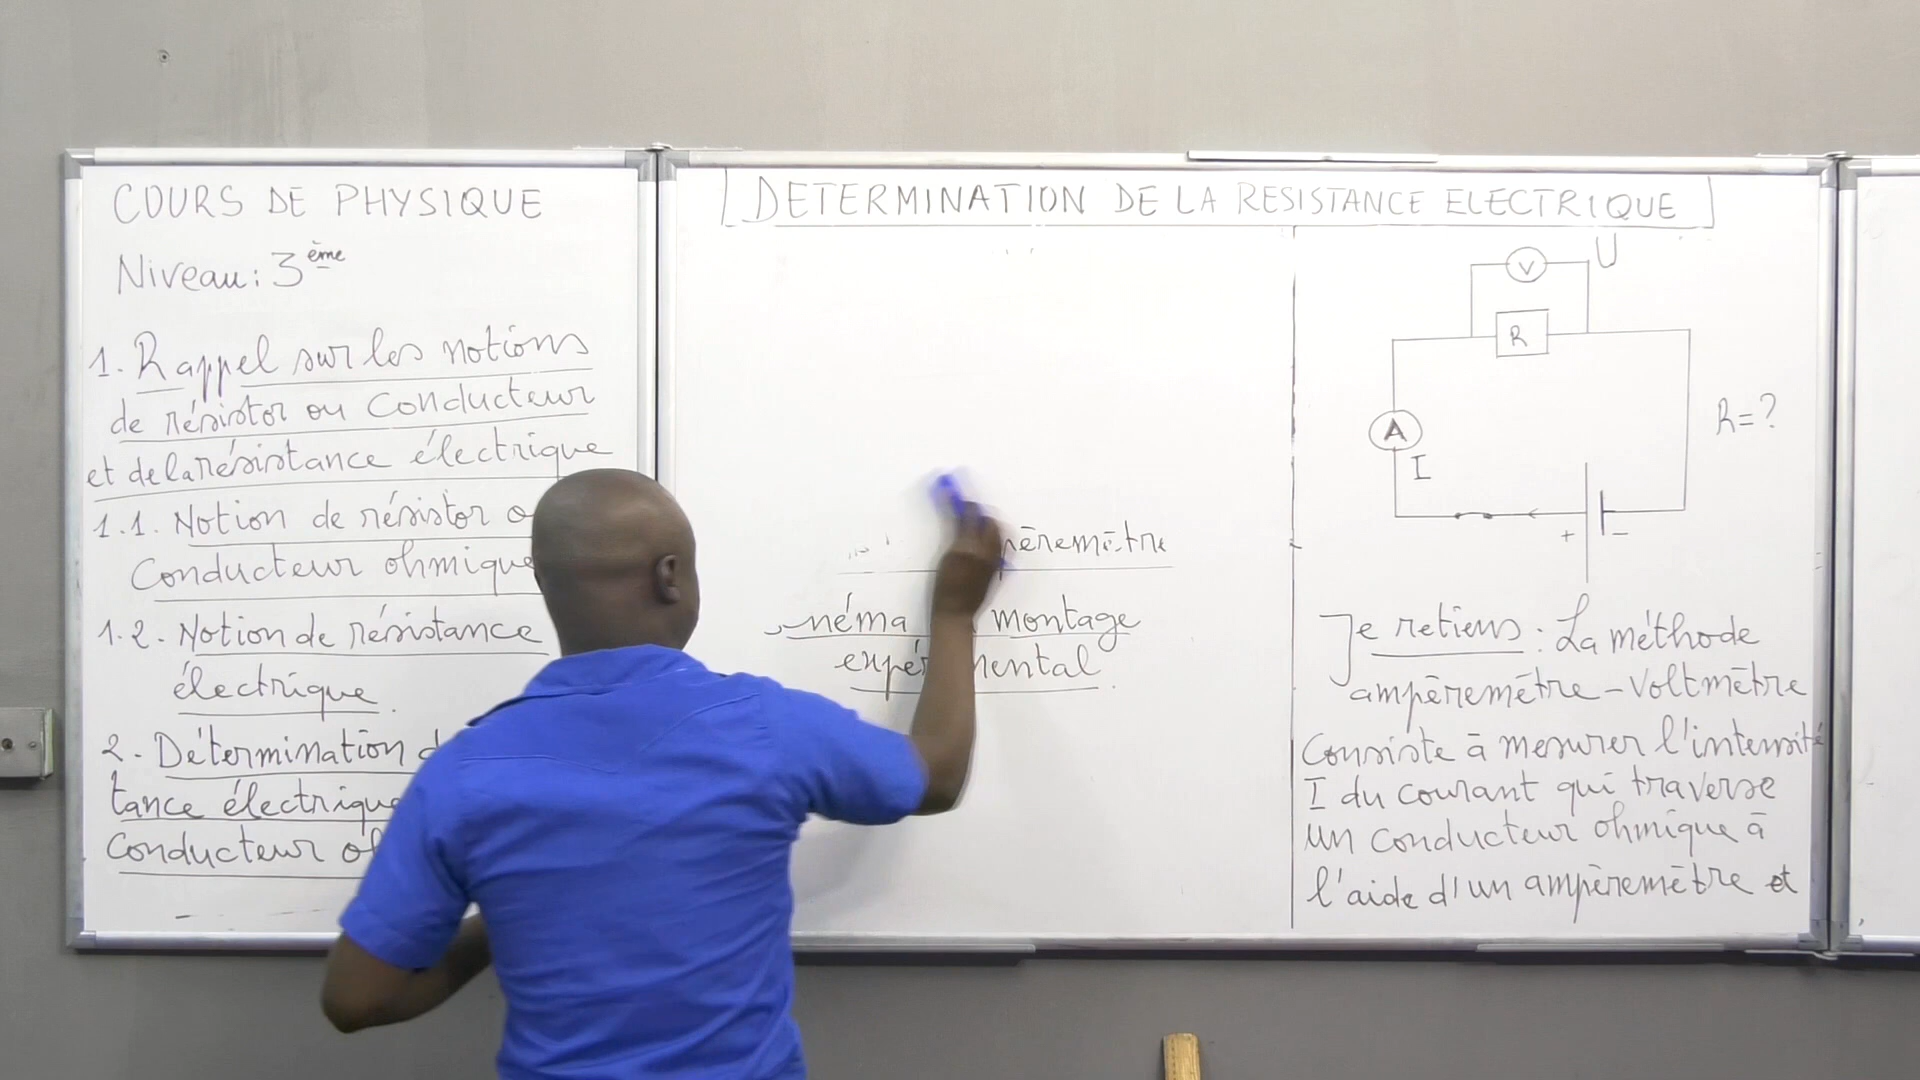 COURS DE PHYSIQUE
Niveau: 3ème
1. Rappel sur les notions
de résistor ou Conducteur
et de la résistance électrique
1.1. Notion de résistor
Conducteur ohmique
1.2. Notion de résistance
électrique.
2- Détermination
tance électrique
Conducteur
DETERMINATION DE LA RESISTANCE ELECTRIQUE
pèremètre
néma montage
expérimental.
U
V
R
A
I
R=?
+ -
Je retiens: La méthode
ampèremètre-Voltmètre
Consiste à mesurer l'intensité
I du courant qui traverse
un conducteur ohmique à
l'aide d'un ampèremètre et